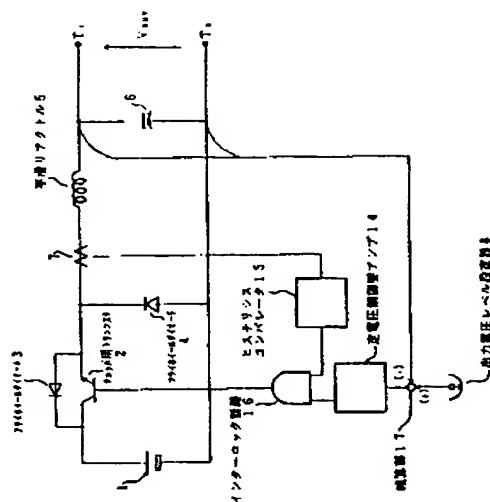 T₁
V OUT
T₂
6
平滑リアクトル5
7
フライホイールダイオード3
チョッパ用トランジスタ
2
フライホイールダイオード
4
1
ヒステリシス
コンパレータ15
定電圧制御アンプ14
インターロック回路
16
減算器17
(-)
(+)
出力電圧レベル設定器8